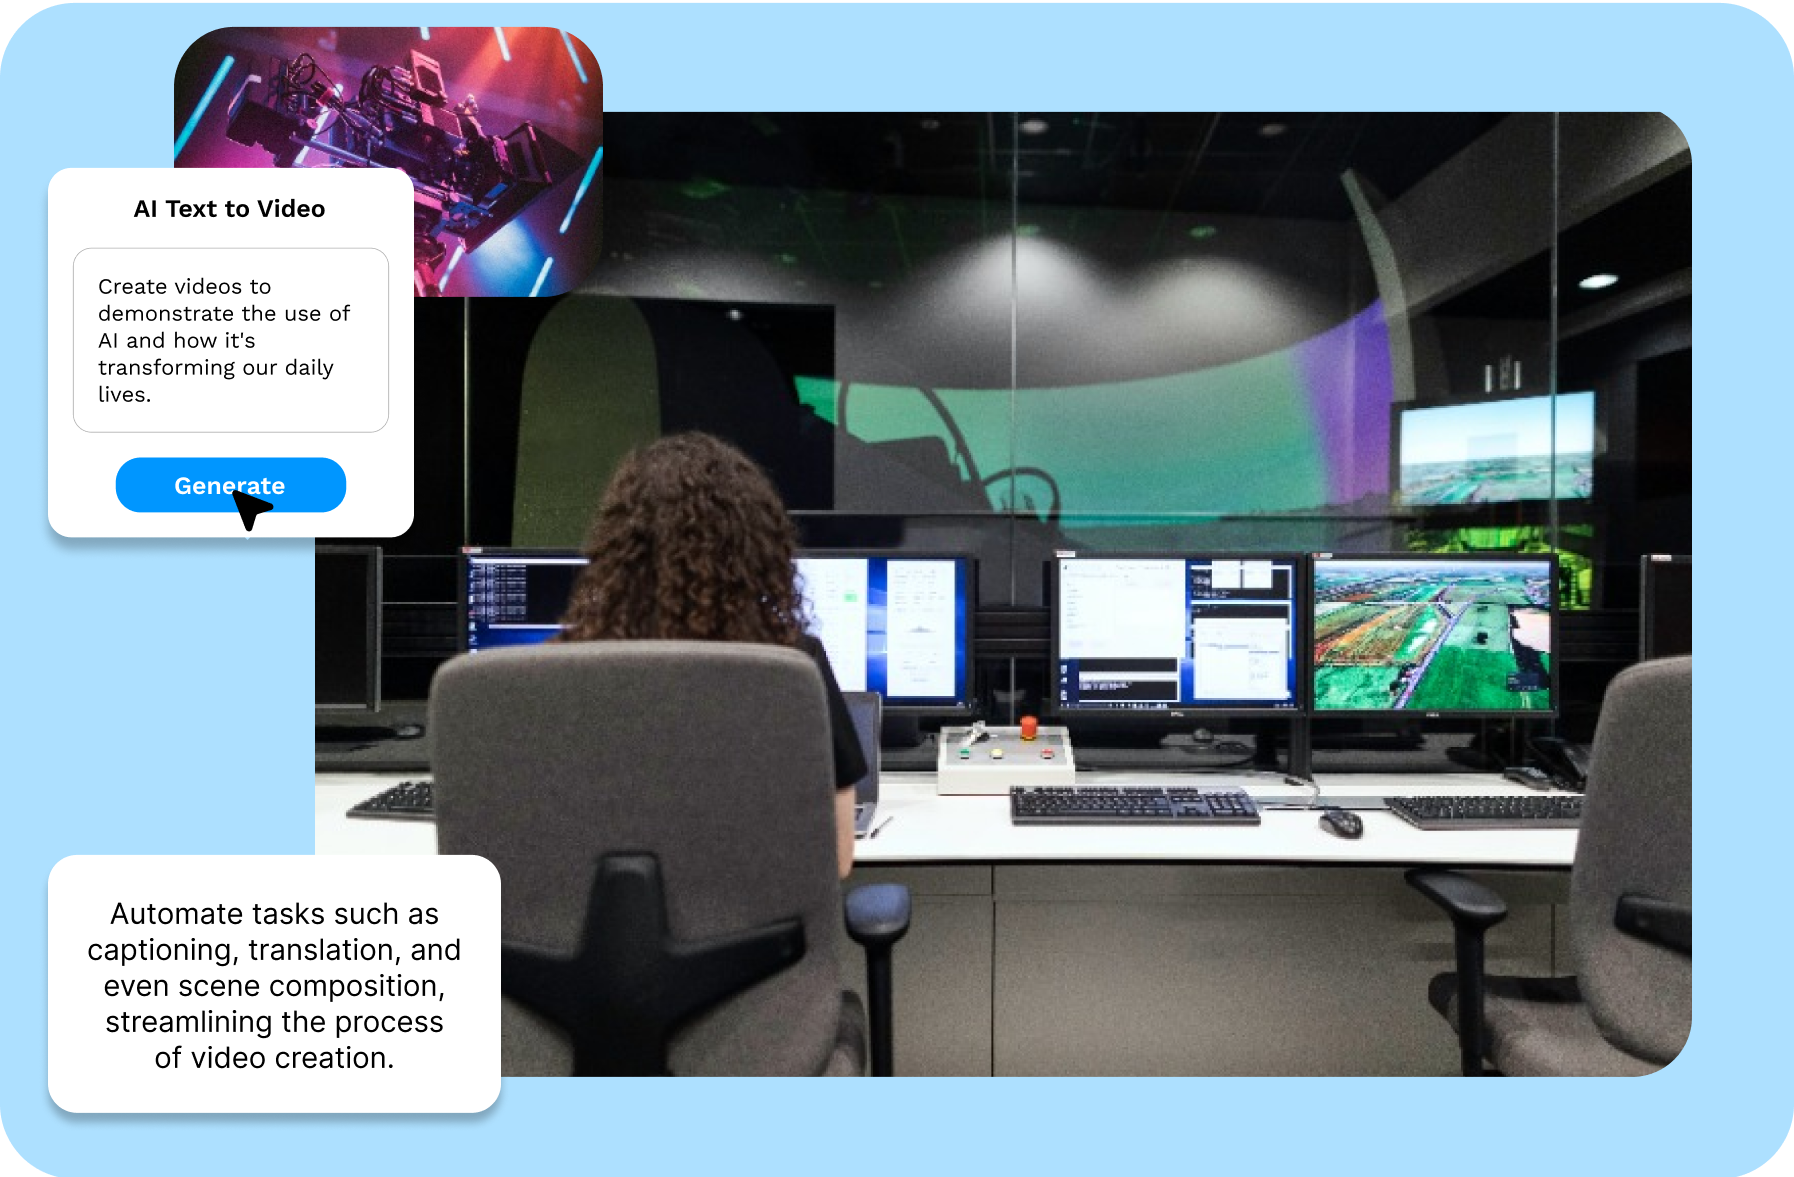 AI Text to Video
Create videos to
demonstrate the use of
AI and how it's
transforming our daily
lives.
Generate
Automate tasks such as
captioning, translation, and
even scene composition,
streamlining the process
of video creation.